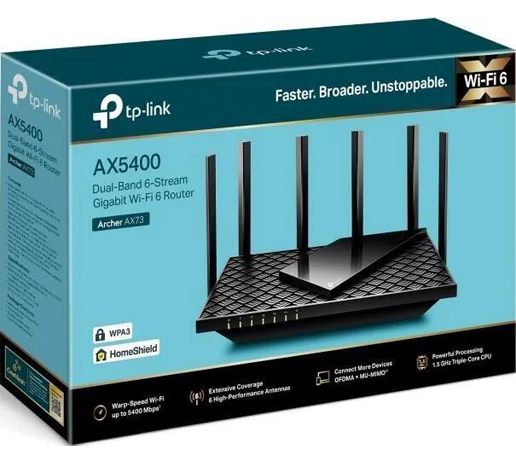 tp-link
tp-link
AX5400
Dual-Band 6-Stream
Gigabit Wi-Fi 6 Router
Archer AX73
tp-link
Faster. Broader. Unstoppable.
Wi-Fi 6
AX5400
Dual-Band 6-Stream
Gigabit Wi-Fi 6 Router
Archer AX73
WPA3
HomeShield
Warp-Speed Wi-Fi
up to 5400 Mbps
Extensive Coverage
6 High-Performance Antennas
Connect More Devices
OFDMA + MU-MIMO
Powerful Processing
1.5 GHz Triple-Core CPU